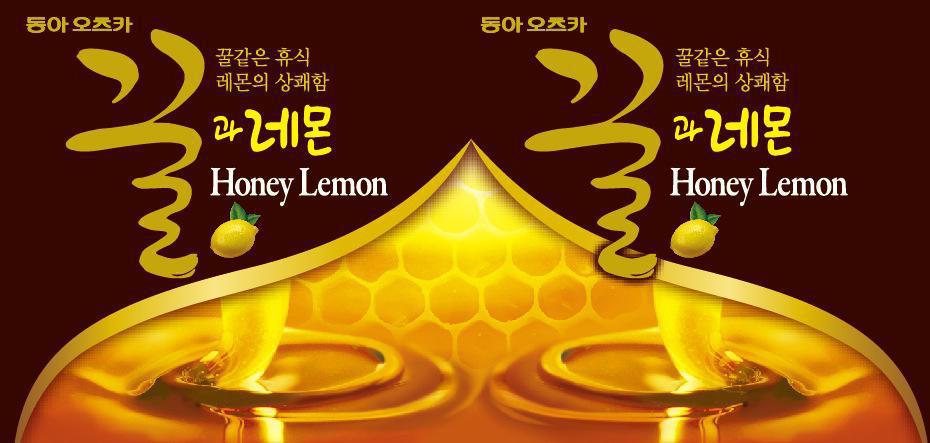 동아오츠카
꿀
꿀같은 휴식
레몬의 상쾌함
과레몬
Honey Lemon
동아오츠카
꿀
꿀같은 휴식
레몬의 상쾌함
과레몬
Honey Lemon